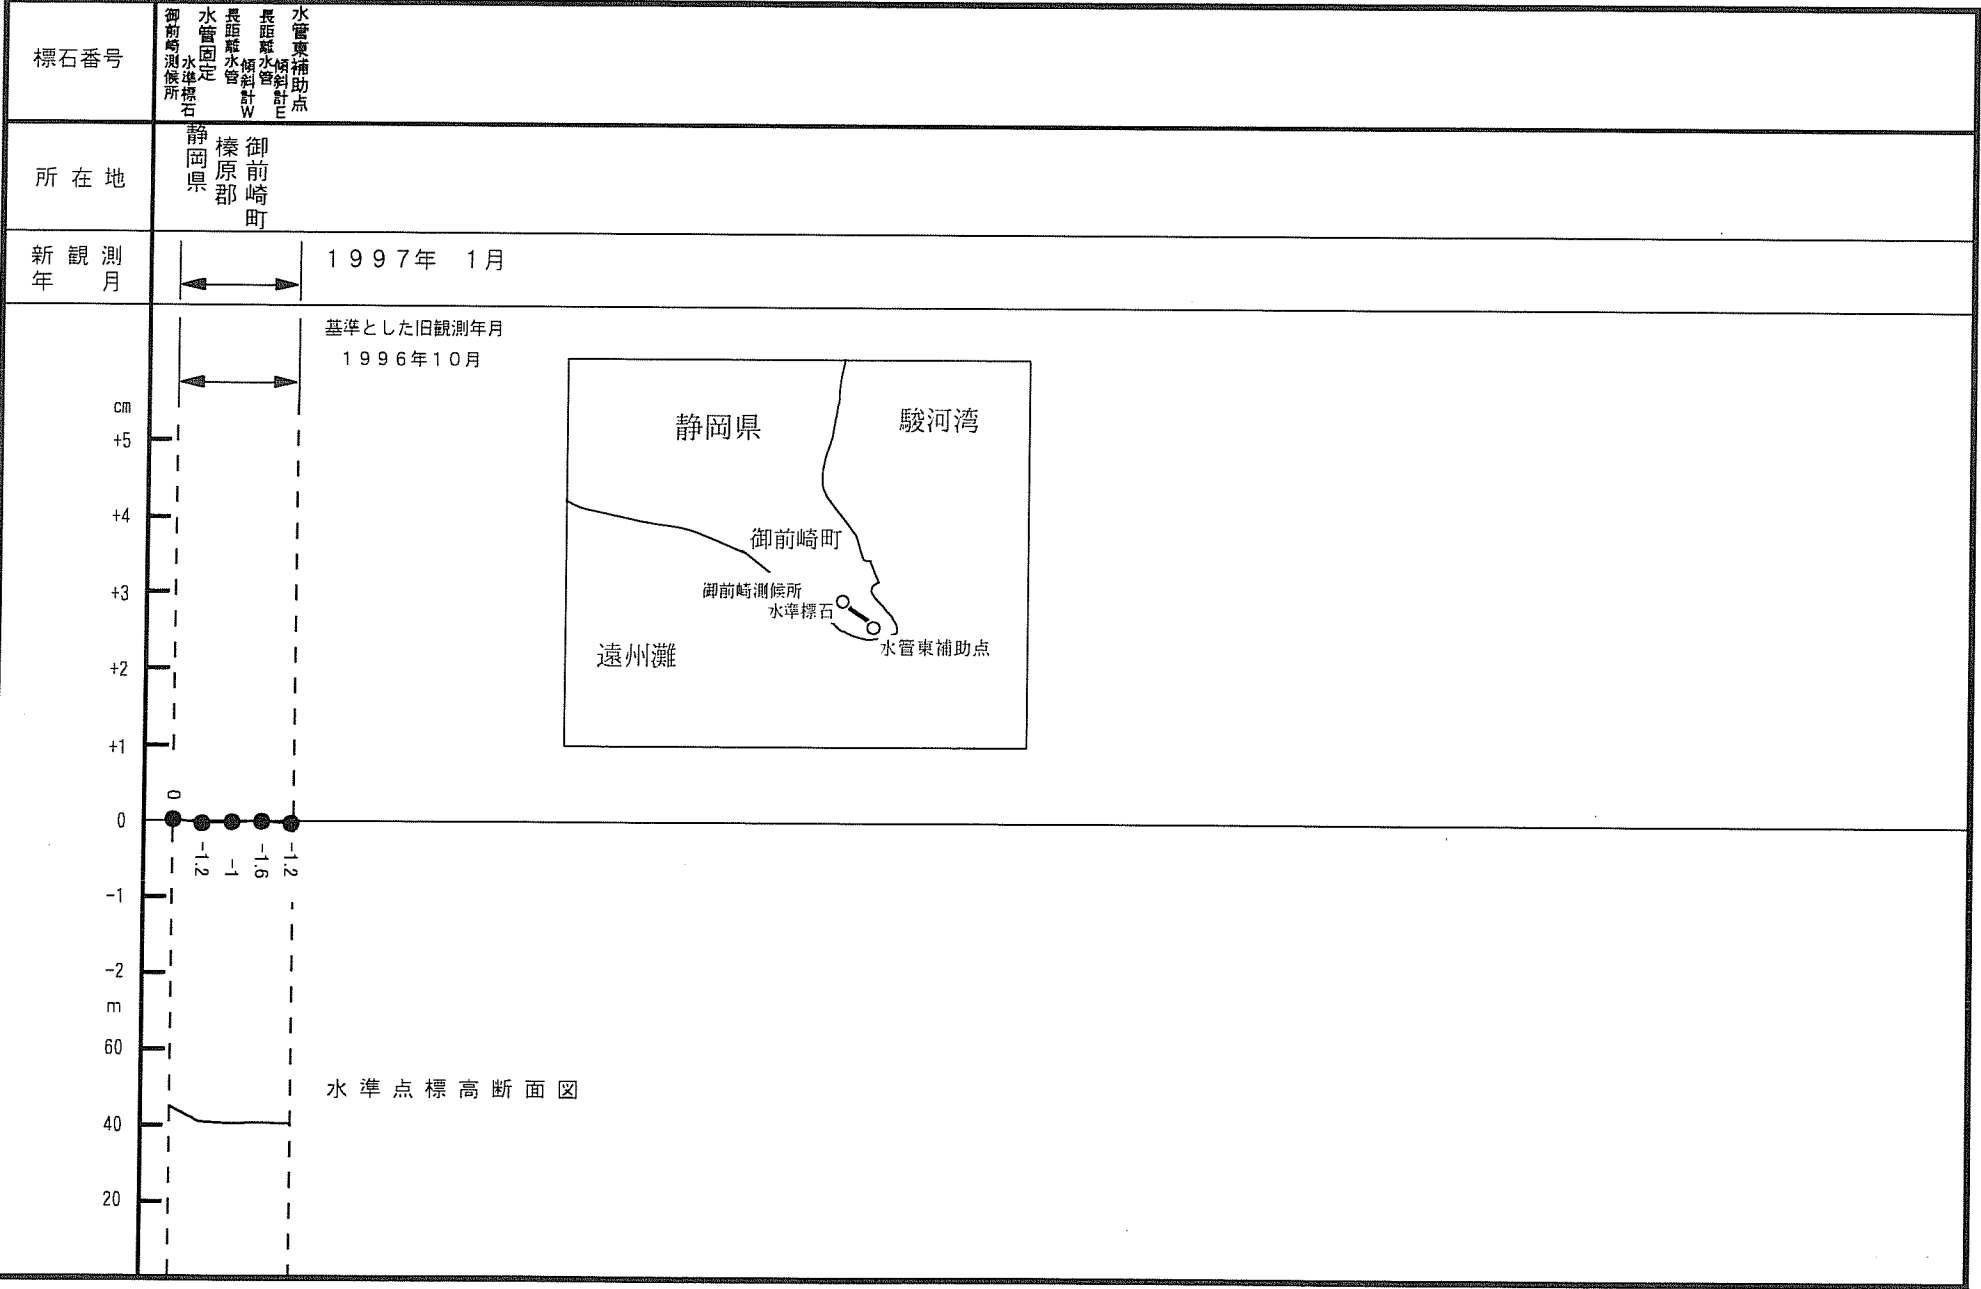 標石番号
御前崎測候所
水準標石
水管固定
長距離水管
傾斜計W
長距離水管
傾斜計E
水管東補助点
所在地
静岡県
榛原郡
御前崎町
新観測
年月
1997年 1月
基準とした旧観測年月
1996年10月
cm
+5
+4
+3
+2
+1
0
-1
-2
m
60
40
20
0
-1.2
-1
-1.6
-1.2
静岡県
駿河湾
御前崎町
御前崎測候所
水準標石
水管東補助点
遠州灘
水準点標高断面図